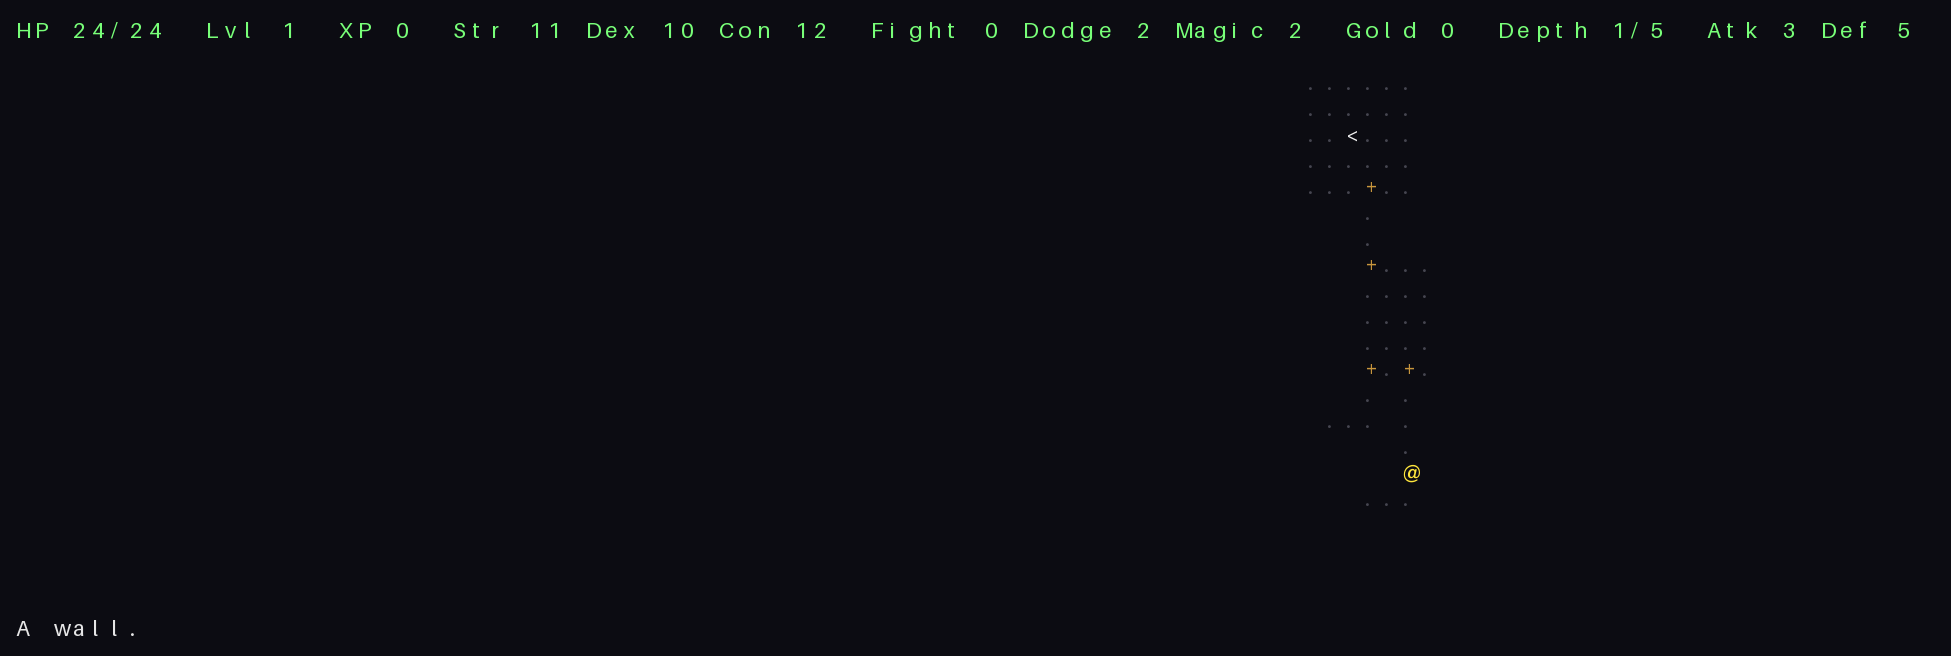 HP 24/24 Lvl 1 XP 0 Str 11 Dex 10 Con 12 Fight 0 Dodge 2 Magic 2 Gold 0 Depth 1/5 Atk 3 Def 5
. . . . . .
. . . . . .
. . < . . .
. . . . . .
. . . + . .
.
.
+ . . .
. . . .
. . . .
. . . .
+ . + .
. .
. . . .
.
@
. . .
A wall.